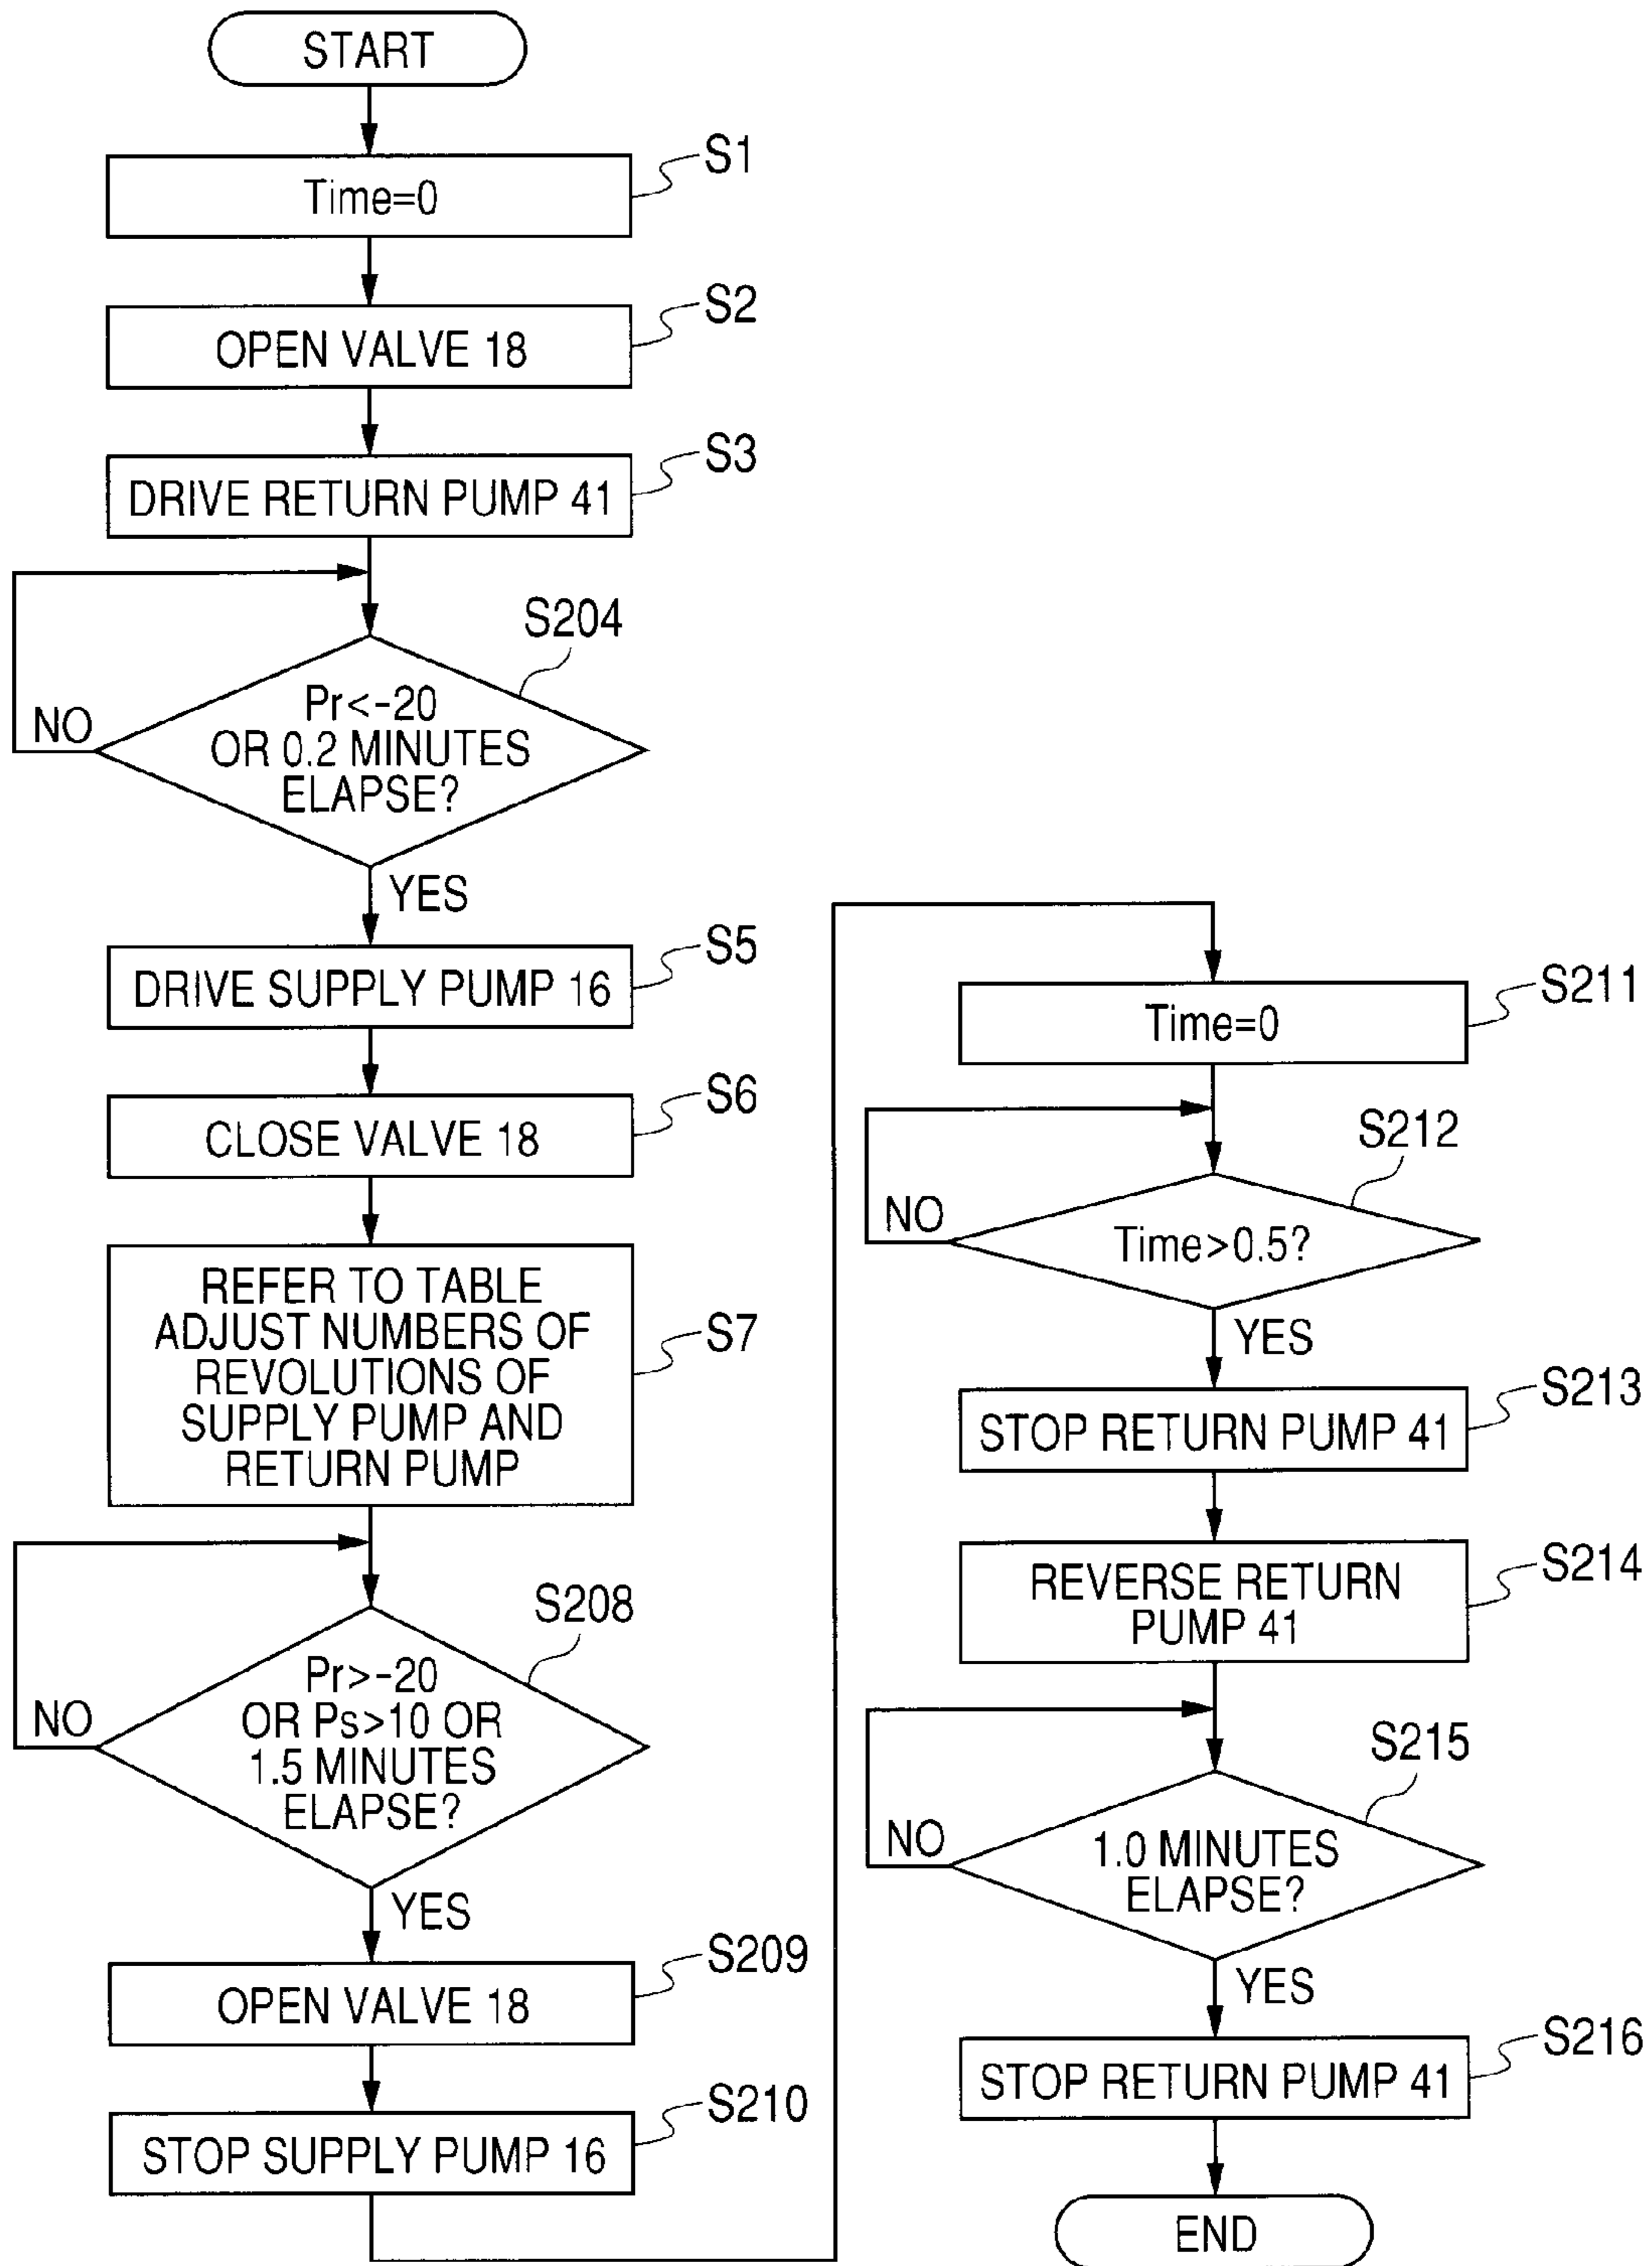 START
Time=0
S1
OPEN VALVE 18
S2
DRIVE RETURN PUMP 41
S3
S204
Pr<-20
OR 0.2 MINUTES
ELAPSE?
NO
YES
DRIVE SUPPLY PUMP 16
S5
CLOSE VALVE 18
S6
REFER TO TABLE
ADJUST NUMBERS OF
REVOLUTIONS OF
SUPPLY PUMP AND
RETURN PUMP
S7
S208
Pr>-20
OR Ps>10 OR
1.5 MINUTES
ELAPSE?
NO
YES
OPEN VALVE 18
S209
STOP SUPPLY PUMP 16
S210
Time=0
S211
S212
Time>0.5?
NO
YES
STOP RETURN PUMP 41
S213
REVERSE RETURN
PUMP 41
S214
S215
1.0 MINUTES
ELAPSE?
NO
YES
STOP RETURN PUMP 41
S216
END